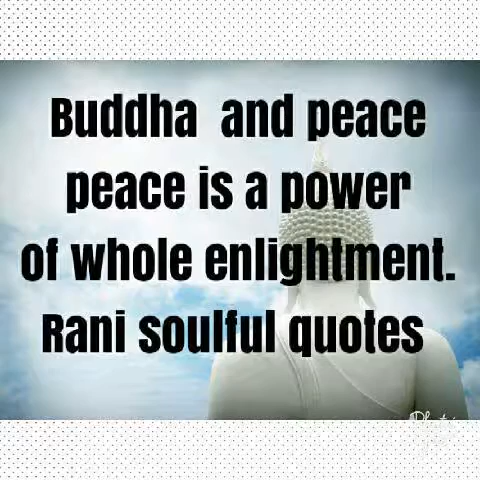 Buddha and peace
peace is a power
of whole enlightment.
Rani soulful quotes